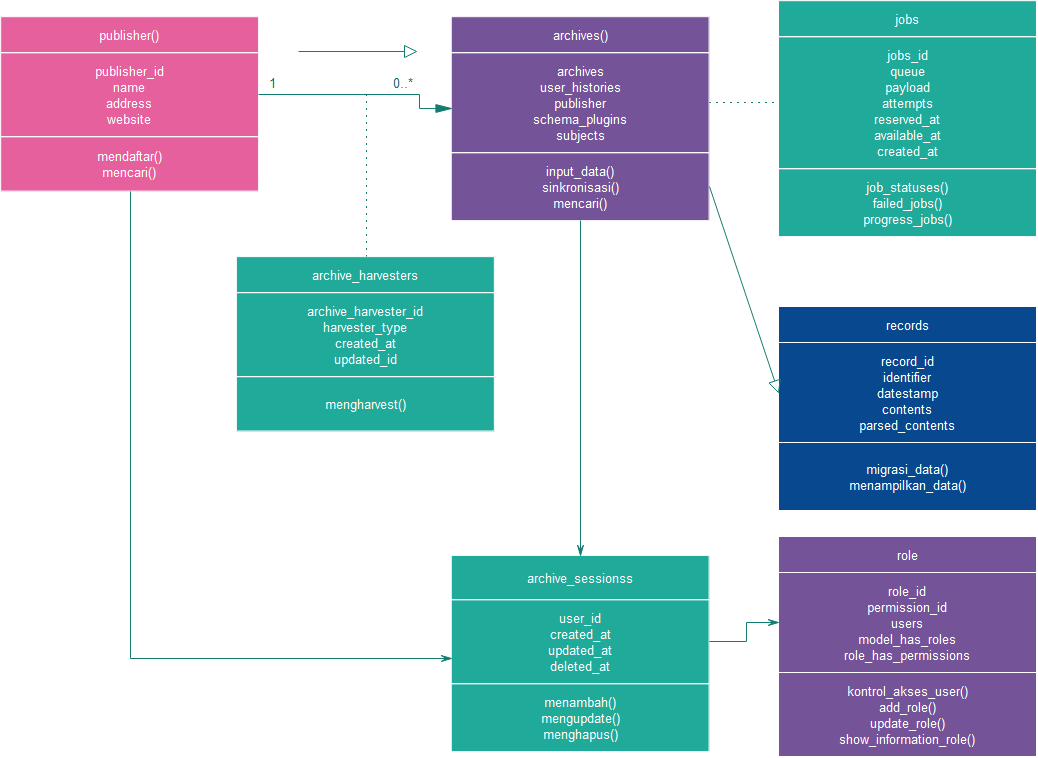 publisher()
publisher_id
name
address
website
mendaftar()
mencari()
1
0..*
archives()
archives
user_histories
publisher
schema_plugins
subjects
input_data()
sinkronisasi()
mencari()
jobs
jobs_id
queue
payload
attempts
reserved_at
available_at
created_at
job_statuses()
failed_jobs()
progress_jobs()
archive_harvesters
archive_harvester_id
harvester_type
created_at
updated_id
mengharvest()
records
record_id
identifier
datestamp
contents
parsed_contents
migrasi_data()
menampilkan_data()
archive_sessionss
user_id
created_at
updated_at
deleted_at
menambah()
mengupdate()
menghapus()
role
role_id
permission_id
users
model_has_roles
role_has_permissions
kontrol_akses_user()
add_role()
update_role()
show_information_role()